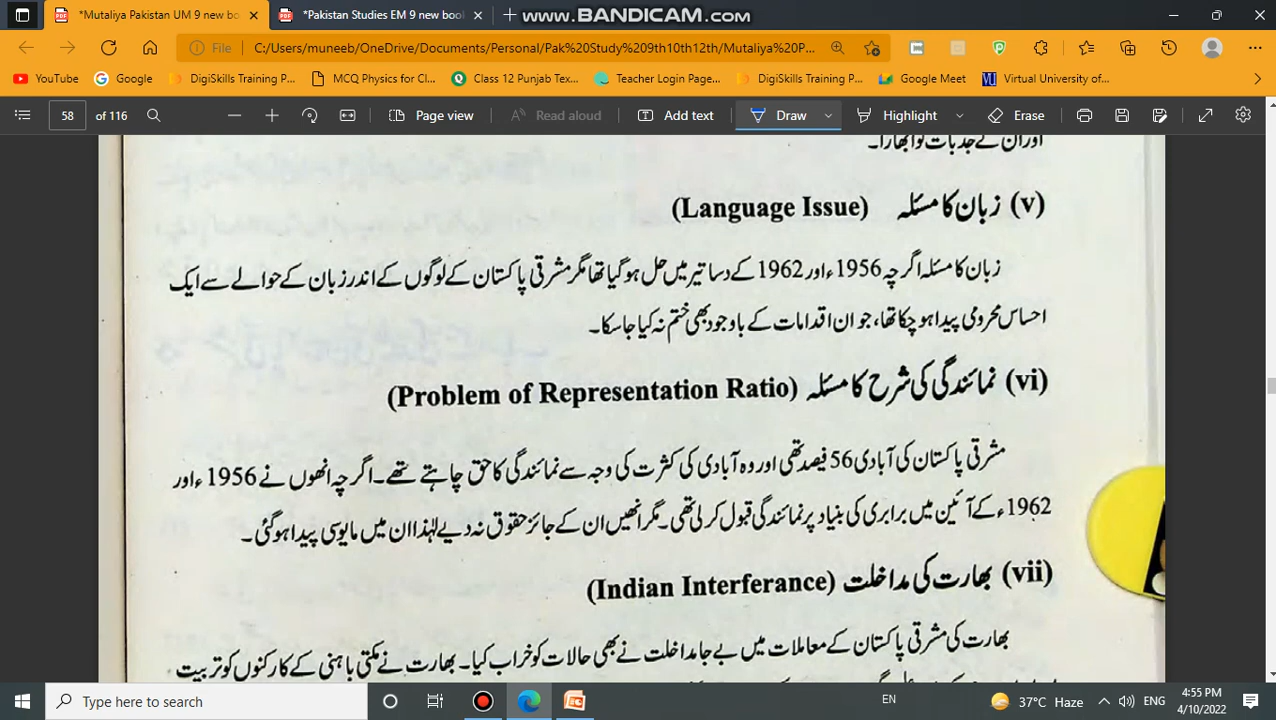 *Mutaliya Pakistan UM 9 new bo
*Pakistan Studies EM 9 new bool
www.BANDICAM.com
File C:/Users/muneeb/OneDrive/Documents/Personal/Pak%20Study%209th10th12th/Mutaliya%20P...
YouTube Google DigiSkills Training P... MCQ Physics for Cl... Class 12 Punjab Tex... Teacher Login Page... DigiSkills Training P... Google Meet Virtual University of...
58 of 116 Page view Read aloud Add text Draw Highlight Erase
اور ان کے جذبات کو ابھارا۔
(v) زبان کا مسئلہ (Language Issue)
زبان کا مسئلہ اگرچہ 1956ء اور 1962 کے دساتیر میں حل ہو گیا تھا مگر مشرقی پاکستان کے لوگوں کے اندر زبان کے حوالے سے ایک
احساس محرومی پیدا ہو چکا تھا، جو ان اقدامات کے باوجود بھی ختم نہ کیا جا سکا۔
(vi) نمائندگی کی شرح کا مسئلہ (Problem of Representation Ratio)
مشرقی پاکستان کی آبادی 56 فیصد تھی اور وہ آبادی کی کثرت کی وجہ سے نمائندگی کا حق چاہتے تھے۔ اگرچہ انھوں نے 1956ء اور
1962ء کے آئین میں برابری کی بنیاد پر نمائندگی قبول کر لی تھی۔ مگر انھیں ان کے جائز حقوق نہ دیے لہٰذا ان میں مایوسی پیدا ہو گئی۔
(vii) بھارت کی مداخلت (Indian Interferance)
بھارت کی مشرقی پاکستان کے معاملات میں بے جا مداخلت نے بھی حالات کو خراب کیا۔ بھارت نے مکتی باہنی کے کارکنوں کو تربیت
Type here to search
EN
37°C Haze
ENG
4:55 PM
4/10/2022